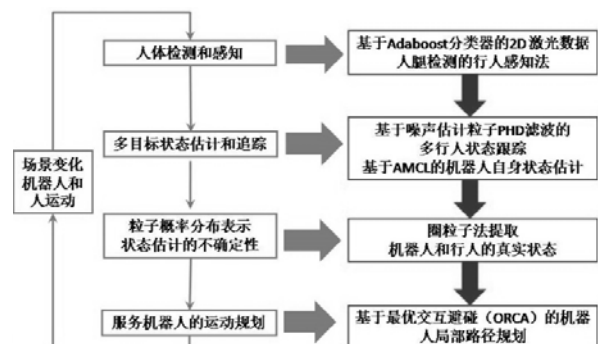 人体检测和感知
基于Adaboost分类器的2D激光数据
人腿检测的行人感知法
多目标状态估计和追踪
基于噪声估计粒子PHD滤波的
多行人状态跟踪
基于AMCL的机器人自身状态估计
场景变化
机器人和
人运动
粒子概率分布表示
状态估计的不确定性
圈粒子法提取
机器人和行人的真实状态
服务机器人的运动规划
基于最优交互避碰（ORCA）的机器
人局部路径规划